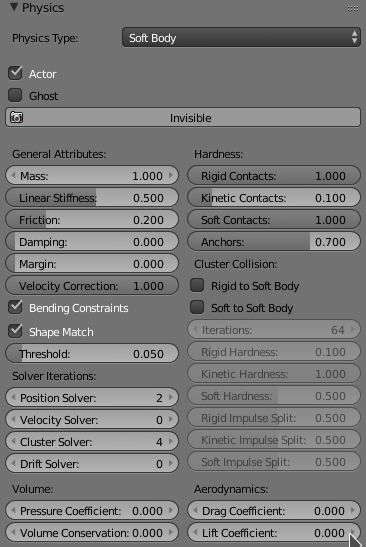 Physics
Physics Type: Soft Body
Actor
Ghost
Invisible
General Attributes:
Mass: 1.000
Linear Stiffness: 0.500
Friction: 0.200
Damping: 0.000
Margin: 0.000
Velocity Correction: 1.000
Bending Constraints
Shape Match
Threshold: 0.050
Solver Iterations:
Position Solver: 2
Velocity Solver: 0
Cluster Solver: 4
Drift Solver: 0
Volume:
Pressure Coefficient: 0.000
Volume Conservation: 0.000
Hardness:
Rigid Contacts: 1.000
Kinetic Contacts: 0.100
Soft Contacts: 1.000
Anchors: 0.700
Cluster Collision:
Rigid to Soft Body
Soft to Soft Body
Iterations: 64
Rigid Hardness: 0.100
Kinetic Hardness: 1.000
Soft Hardness: 0.500
Rigid Impulse Split: 0.500
Kinetic Impulse Split: 0.500
Soft Impulse Split: 0.500
Aerodynamics:
Drag Coefficient: 0.000
Lift Coefficient: 0.000